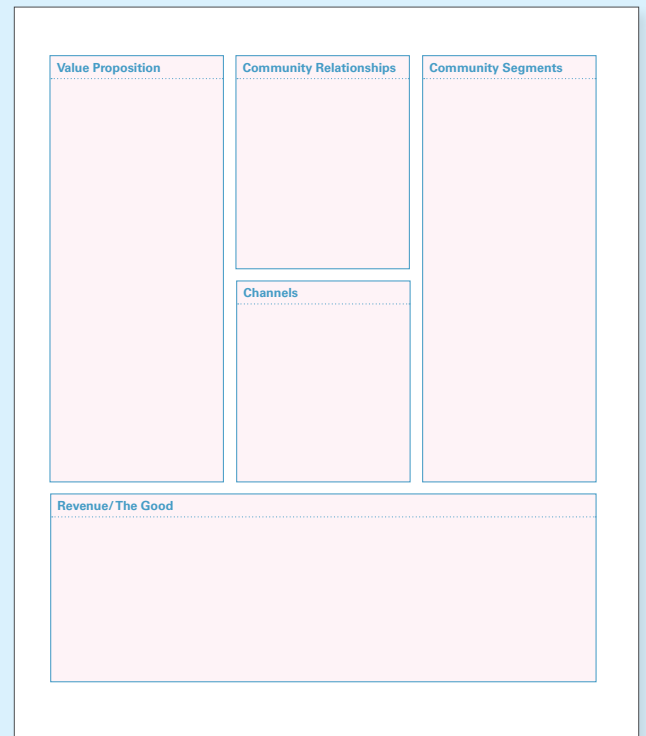 Value Proposition
Community Relationships
Community Segments
Channels
Revenue/The Good